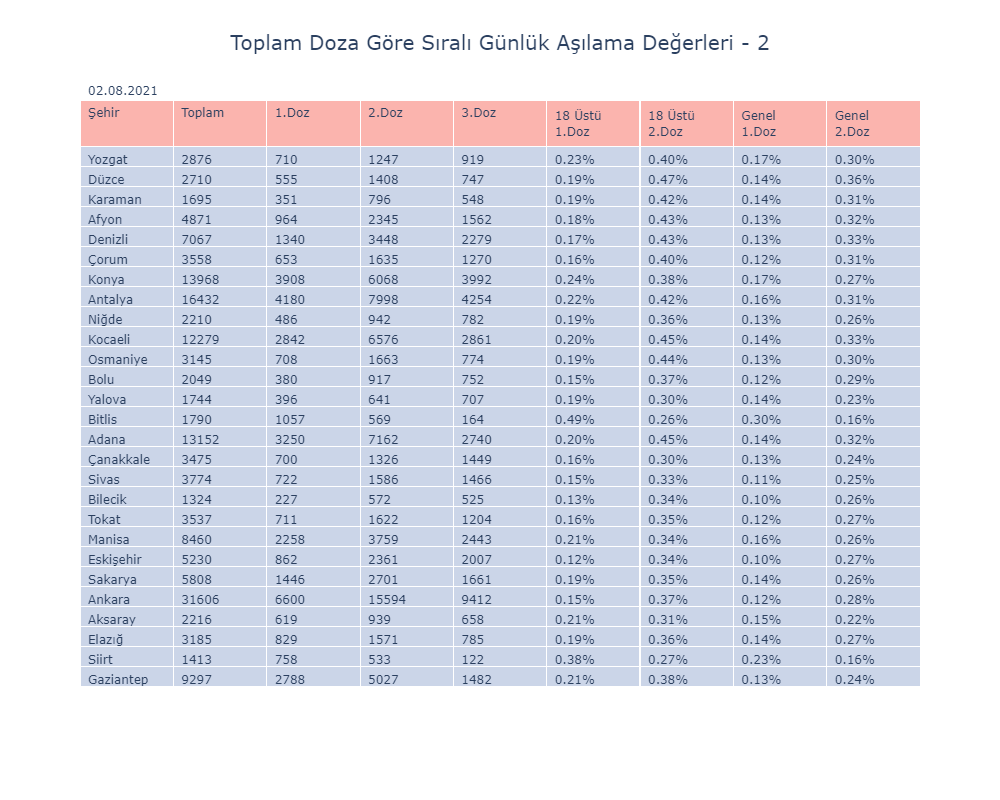 Toplam Doza Göre Sıralı Günlük Aşılama Değerleri - 2
02.08.2021
Şehir Toplam 1.Doz 2.Doz 3.Doz 18 Üstü 1.Doz 18 Üstü 2.Doz Genel 1.Doz Genel 2.Doz
Yozgat 2876 710 1247 919 0.23% 0.40% 0.17% 0.30%
Düzce 2710 555 1408 747 0.19% 0.47% 0.14% 0.36%
Karaman 1695 351 796 548 0.19% 0.42% 0.14% 0.31%
Afyon 4871 964 2345 1562 0.18% 0.43% 0.13% 0.32%
Denizli 7067 1340 3448 2279 0.17% 0.43% 0.13% 0.33%
Çorum 3558 653 1635 1270 0.16% 0.40% 0.12% 0.31%
Konya 13968 3908 6068 3992 0.24% 0.38% 0.17% 0.27%
Antalya 16432 4180 7998 4254 0.22% 0.42% 0.16% 0.31%
Niğde 2210 486 942 782 0.19% 0.36% 0.13% 0.26%
Kocaeli 12279 2842 6576 2861 0.20% 0.45% 0.14% 0.33%
Osmaniye 3145 708 1663 774 0.19% 0.44% 0.13% 0.30%
Bolu 2049 380 917 752 0.15% 0.37% 0.12% 0.29%
Yalova 1744 396 641 707 0.19% 0.30% 0.14% 0.23%
Bitlis 1790 1057 569 164 0.49% 0.26% 0.30% 0.16%
Adana 13152 3250 7162 2740 0.20% 0.45% 0.14% 0.32%
Çanakkale 3475 700 1326 1449 0.16% 0.30% 0.13% 0.24%
Sivas 3774 722 1586 1466 0.15% 0.33% 0.11% 0.25%
Bilecik 1324 227 572 525 0.13% 0.34% 0.10% 0.26%
Tokat 3537 711 1622 1204 0.16% 0.35% 0.12% 0.27%
Manisa 8460 2258 3759 2443 0.21% 0.34% 0.16% 0.26%
Eskişehir 5230 862 2361 2007 0.12% 0.34% 0.10% 0.27%
Sakarya 5808 1446 2701 1661 0.19% 0.35% 0.14% 0.26%
Ankara 31606 6600 15594 9412 0.15% 0.37% 0.12% 0.28%
Aksaray 2216 619 939 658 0.21% 0.31% 0.15% 0.22%
Elazığ 3185 829 1571 785 0.19% 0.36% 0.14% 0.27%
Siirt 1413 758 533 122 0.38% 0.27% 0.23% 0.16%
Gaziantep 9297 2788 5027 1482 0.21% 0.38% 0.13% 0.24%